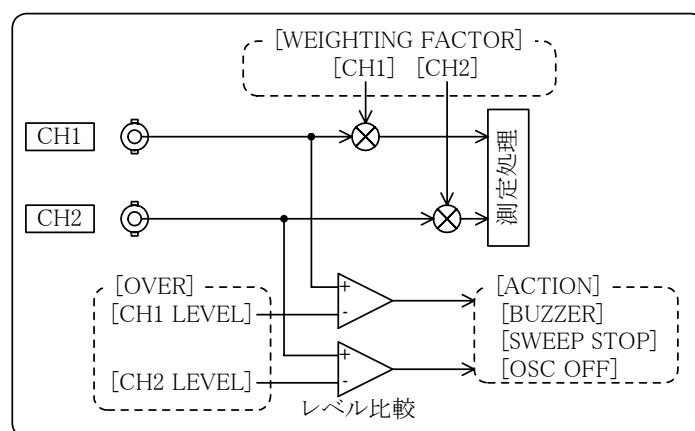 [WEIGHTING FACTOR]
[CH1] [CH2]
CH1
CH2
測定処理
[OVER]
[CH1 LEVEL]
[CH2 LEVEL]
+
-
+
-
レベル比較
[ACTION]
[BUZZER]
[SWEEP STOP]
[OSC OFF]